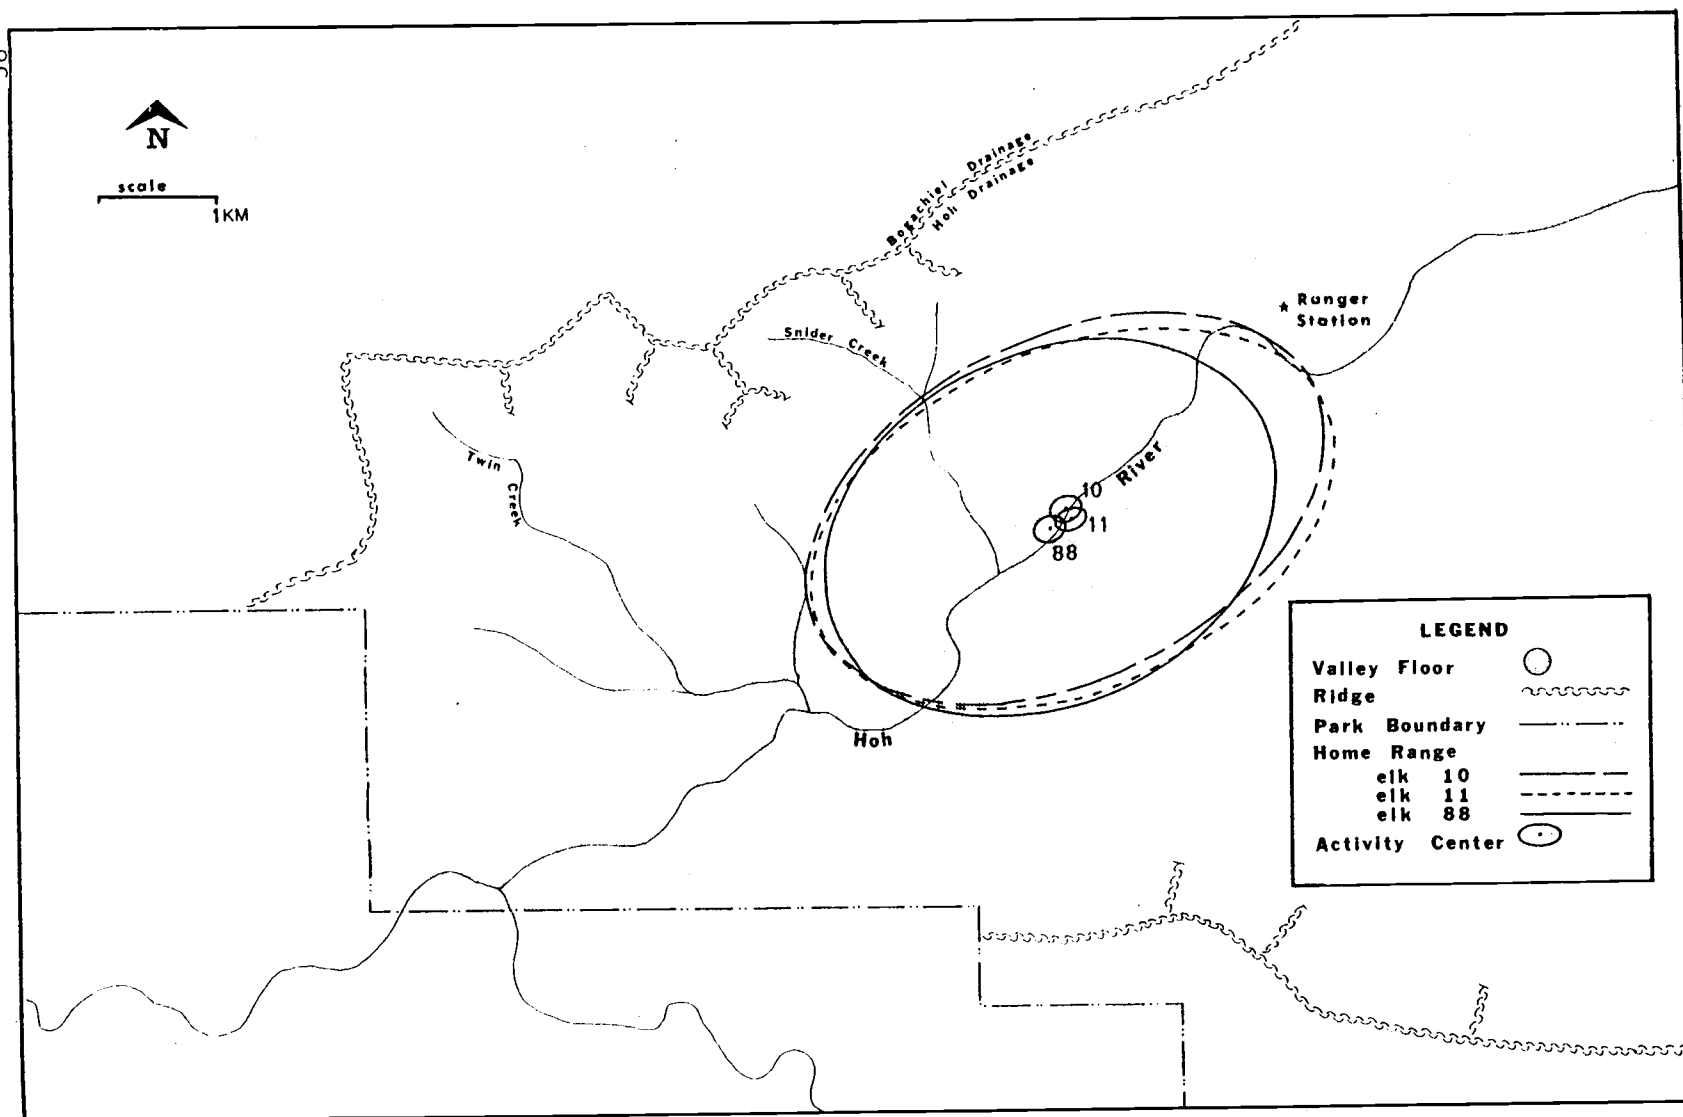 N
scale
1KM
Bogachiel Drainage
Hoh Drainage
Ranger
Station
Snider Creek
Twin
Creek
River
10
11
88
Hoh
LEGEND
Valley Floor
Ridge
Park Boundary
Home Range
elk 10
elk 11
elk 88
Activity Center